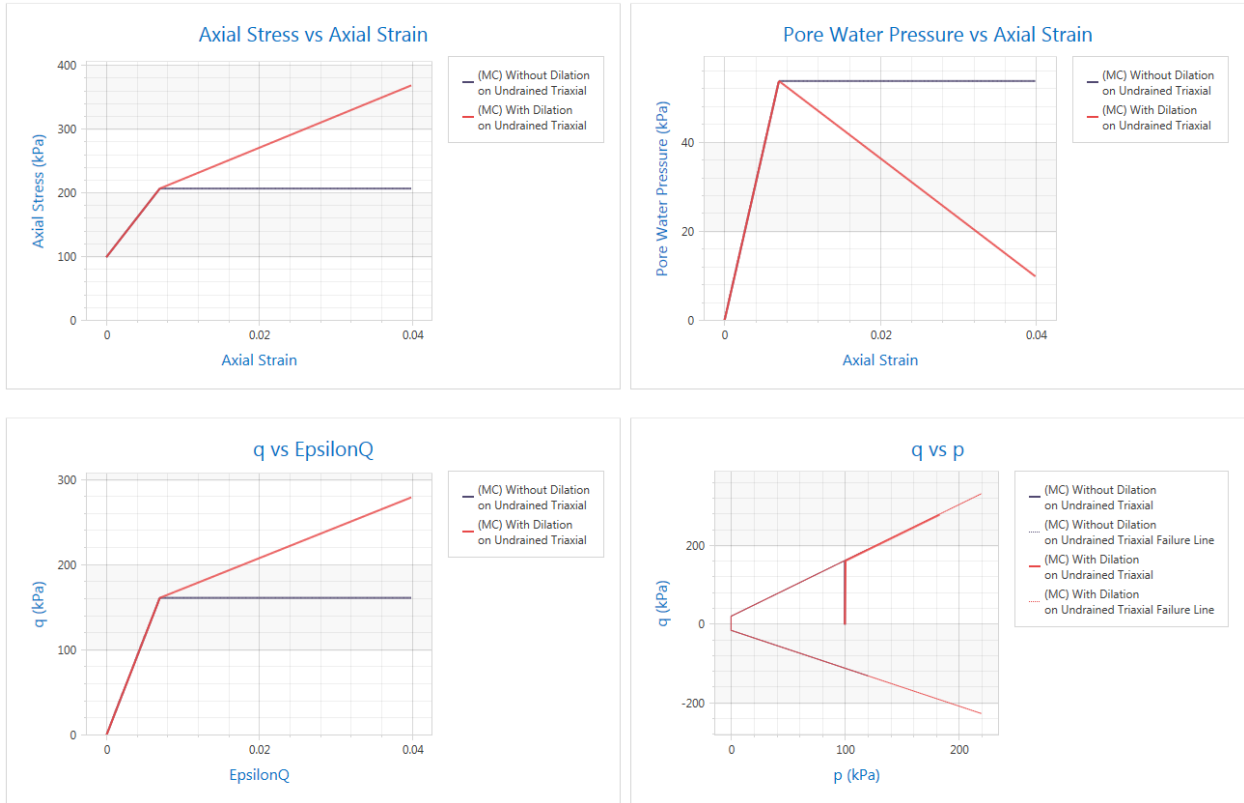 Axial Stress vs Axial Strain
400
300
200
100
0
0
0.02
0.04
Axial Stress (kPa)
Axial Strain
(MC) Without Dilation
on Undrained Triaxial
(MC) With Dilation
on Undrained Triaxial
Pore Water Pressure vs Axial Strain
40
20
0
0
0.02
0.04
Pore Water Pressure (kPa)
Axial Strain
(MC) Without Dilation
on Undrained Triaxial
(MC) With Dilation
on Undrained Triaxial
q vs EpsilonQ
300
200
100
0
0
0.02
0.04
q (kPa)
EpsilonQ
(MC) Without Dilation
on Undrained Triaxial
(MC) With Dilation
on Undrained Triaxial
q vs p
200
0
-200
0
100
200
q (kPa)
p (kPa)
(MC) Without Dilation
on Undrained Triaxial
(MC) Without Dilation
on Undrained Triaxial Failure Line
(MC) With Dilation
on Undrained Triaxial
(MC) With Dilation
on Undrained Triaxial Failure Line